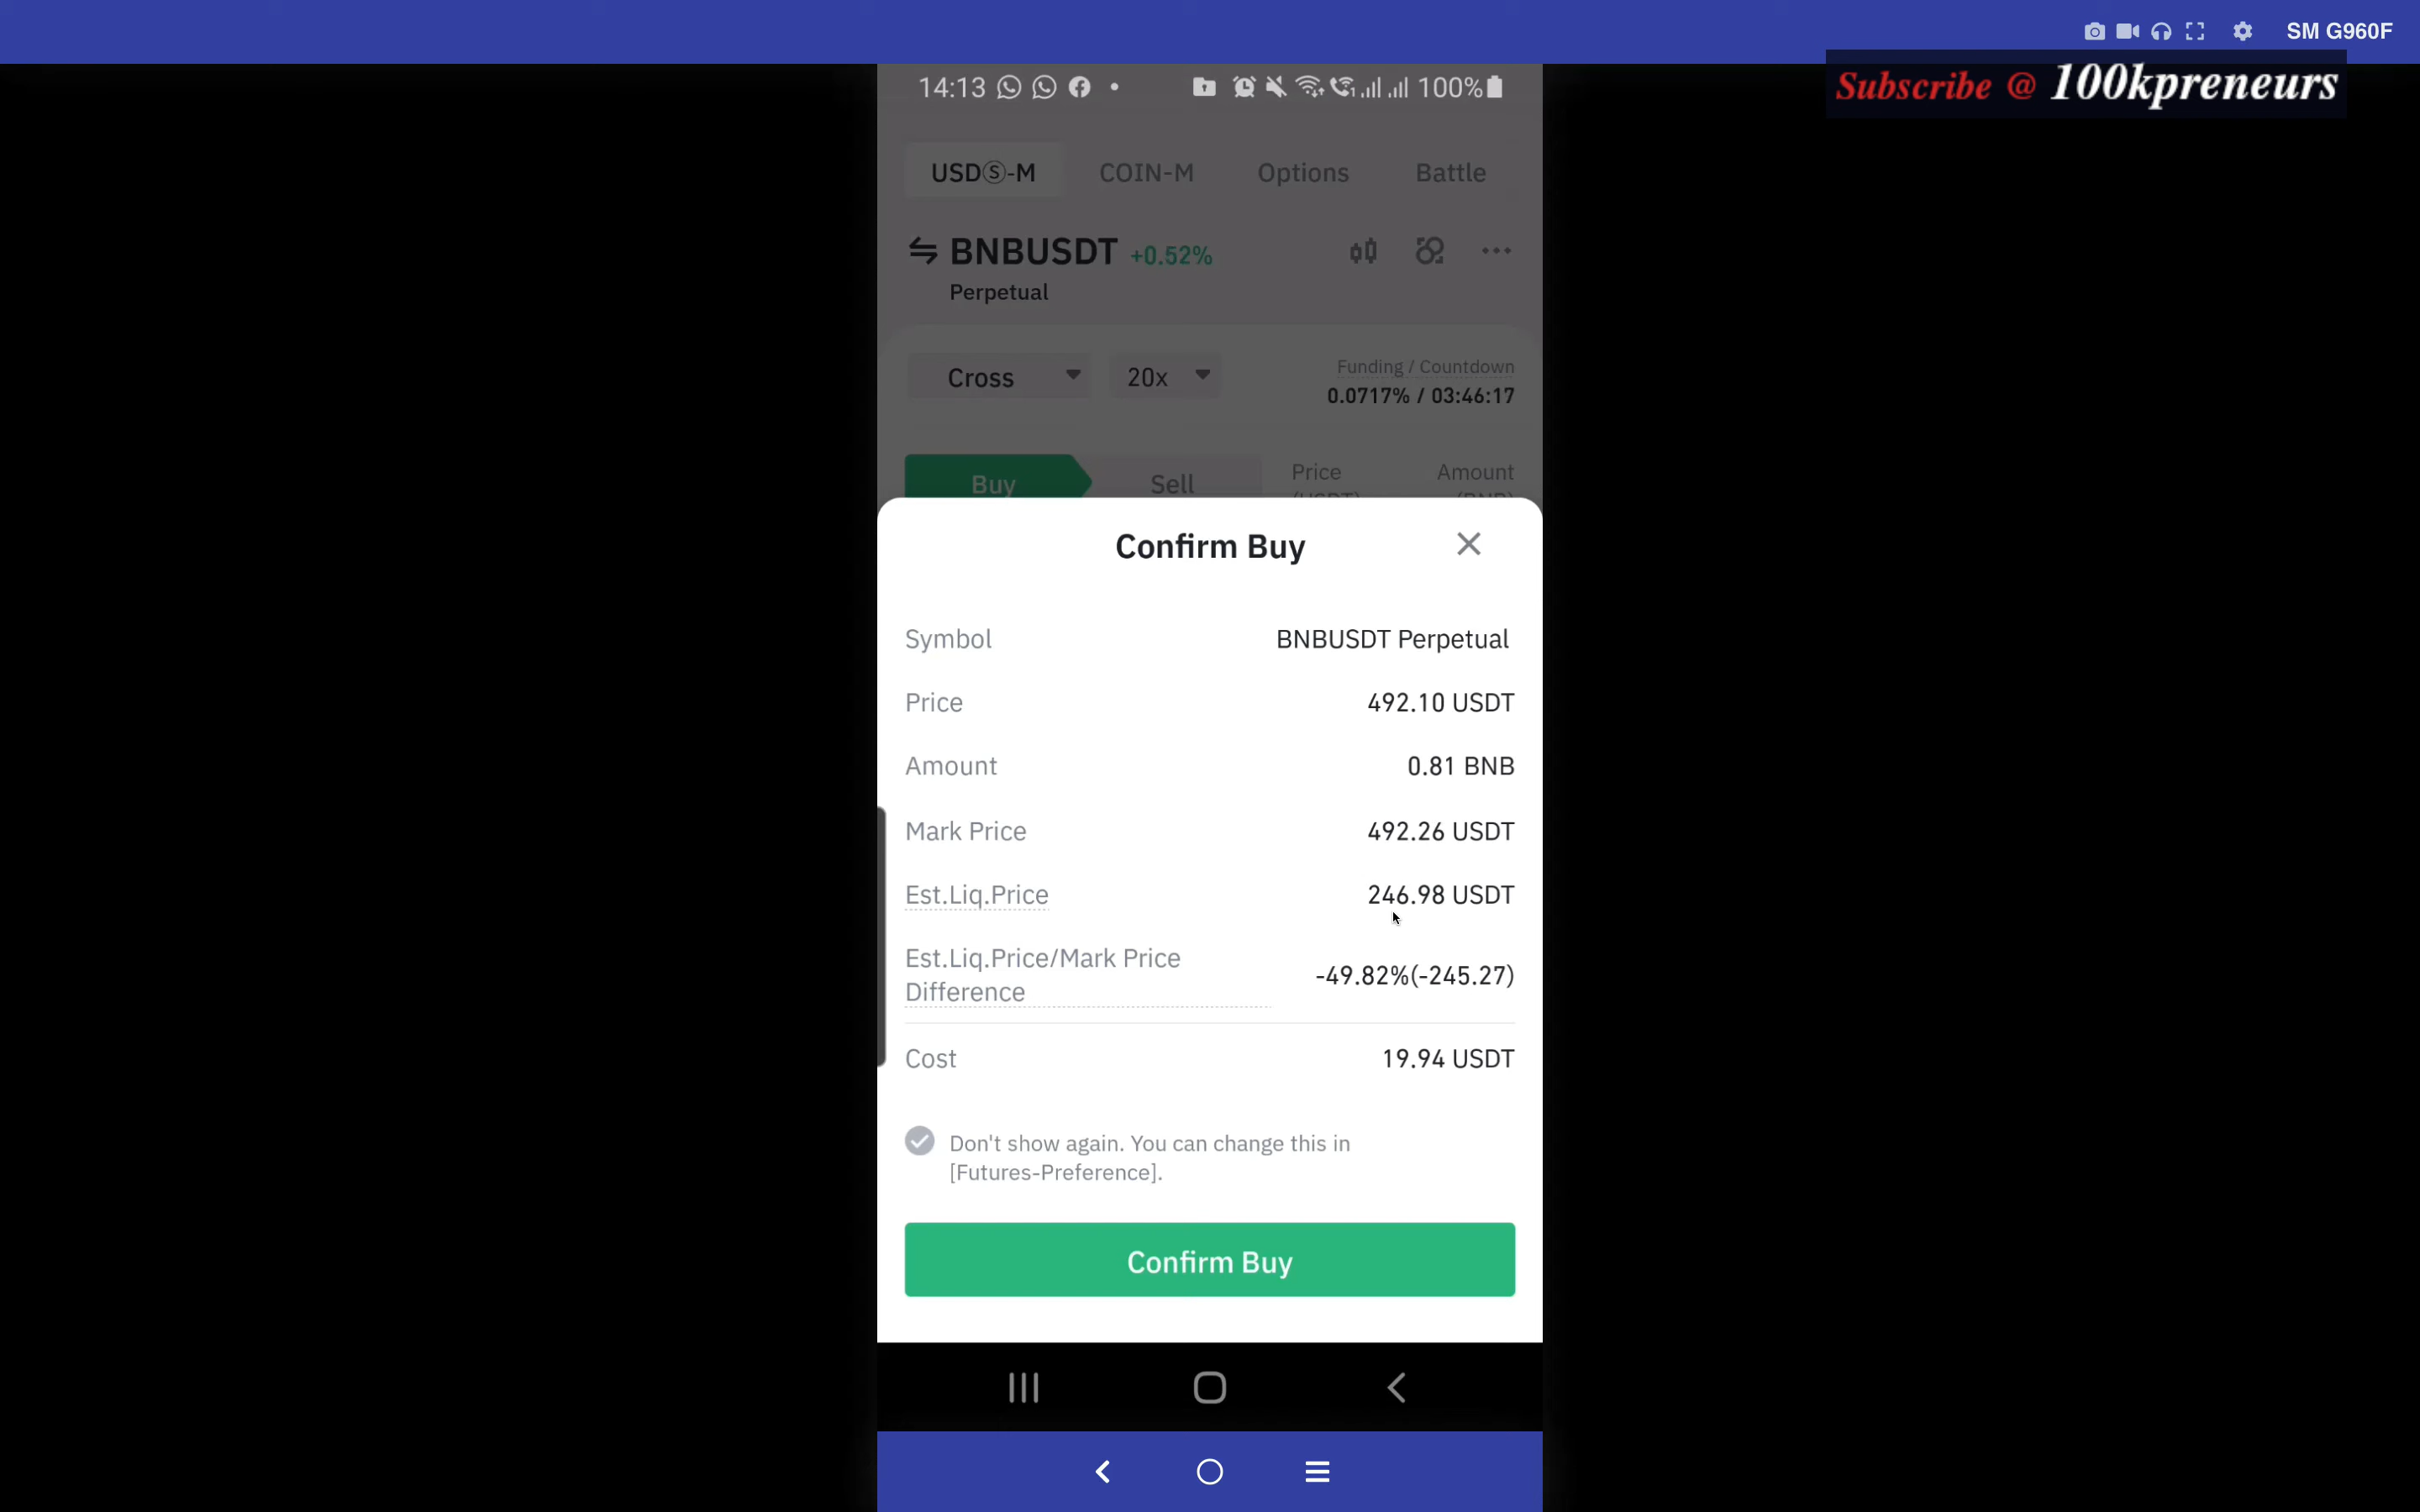 SM G960F
Subscribe @ 100kpreneurs
14:13 100%
USDⓈ-M COIN-M Options Battle
BNBUSDT +0.52%
Perpetual
Cross 20x Funding / Countdown
0.0717% / 03:46:17
Buy Sell Price Amount
(USDT) (BNB)
Confirm Buy
Symbol BNBUSDT Perpetual
Price 492.10 USDT
Amount 0.81 BNB
Mark Price 492.26 USDT
Est.Liq.Price 246.98 USDT
Est.Liq.Price/Mark Price
Difference -49.82%(-245.27)
Cost 19.94 USDT
Don't show again. You can change this in
[Futures-Preference].
Confirm Buy